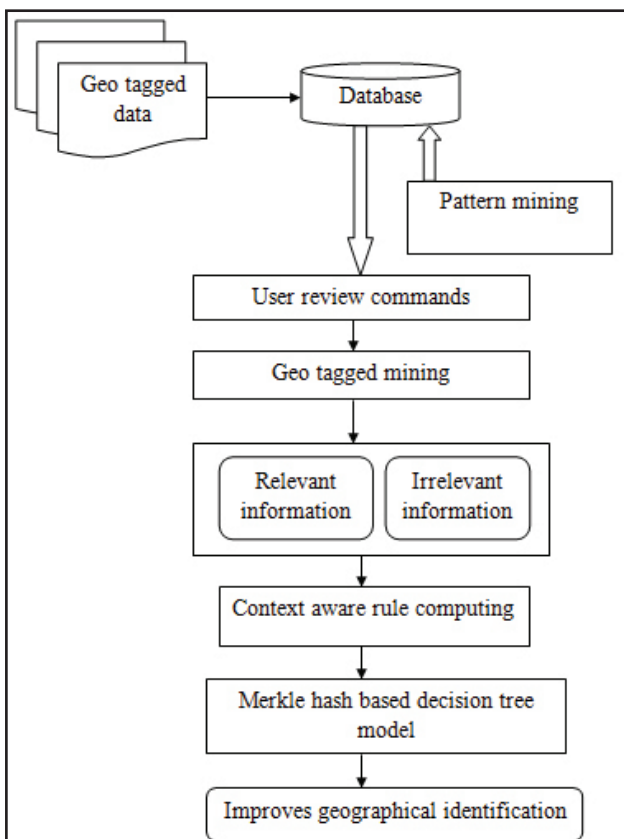 Geo tagged
data
Database
Pattern mining
User review commands
Geo tagged mining
Relevant
information
Irrelevant
information
Context aware rule computing
Merkle hash based decision tree
model
Improves geographical identification